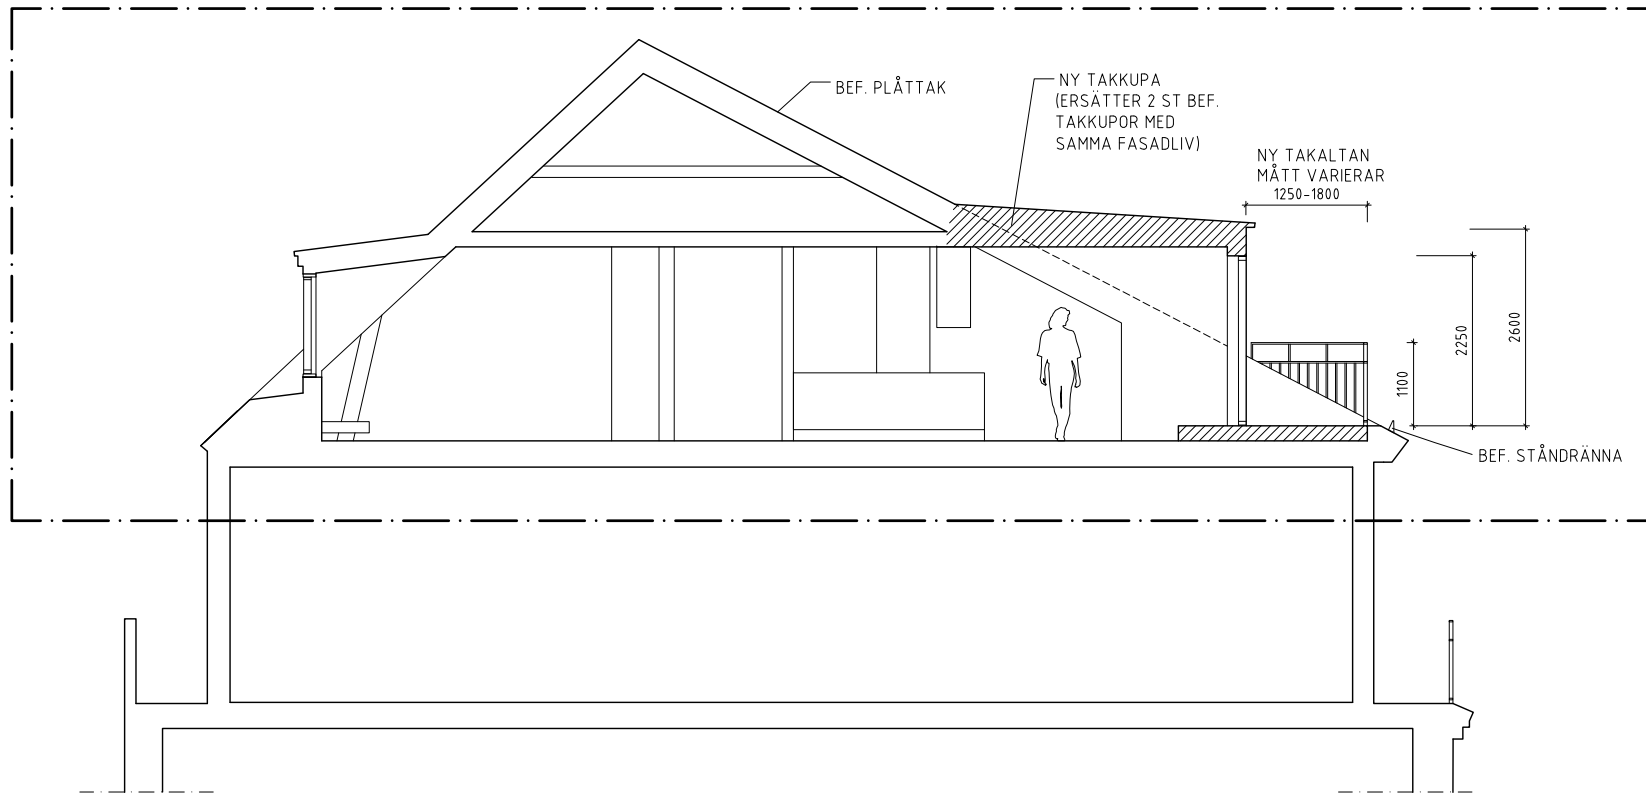 BEF. PLÅTTAK
NY TAKKUPA
(ERSÄTTER 2 ST BEF.
TAKKUPOR MED
SAMMA FASADLIV)
NY TAKALTAN
MÅTT VARIERAR
1250-1800
1100
2250
2600
BEF. STÅNDRÄNNA